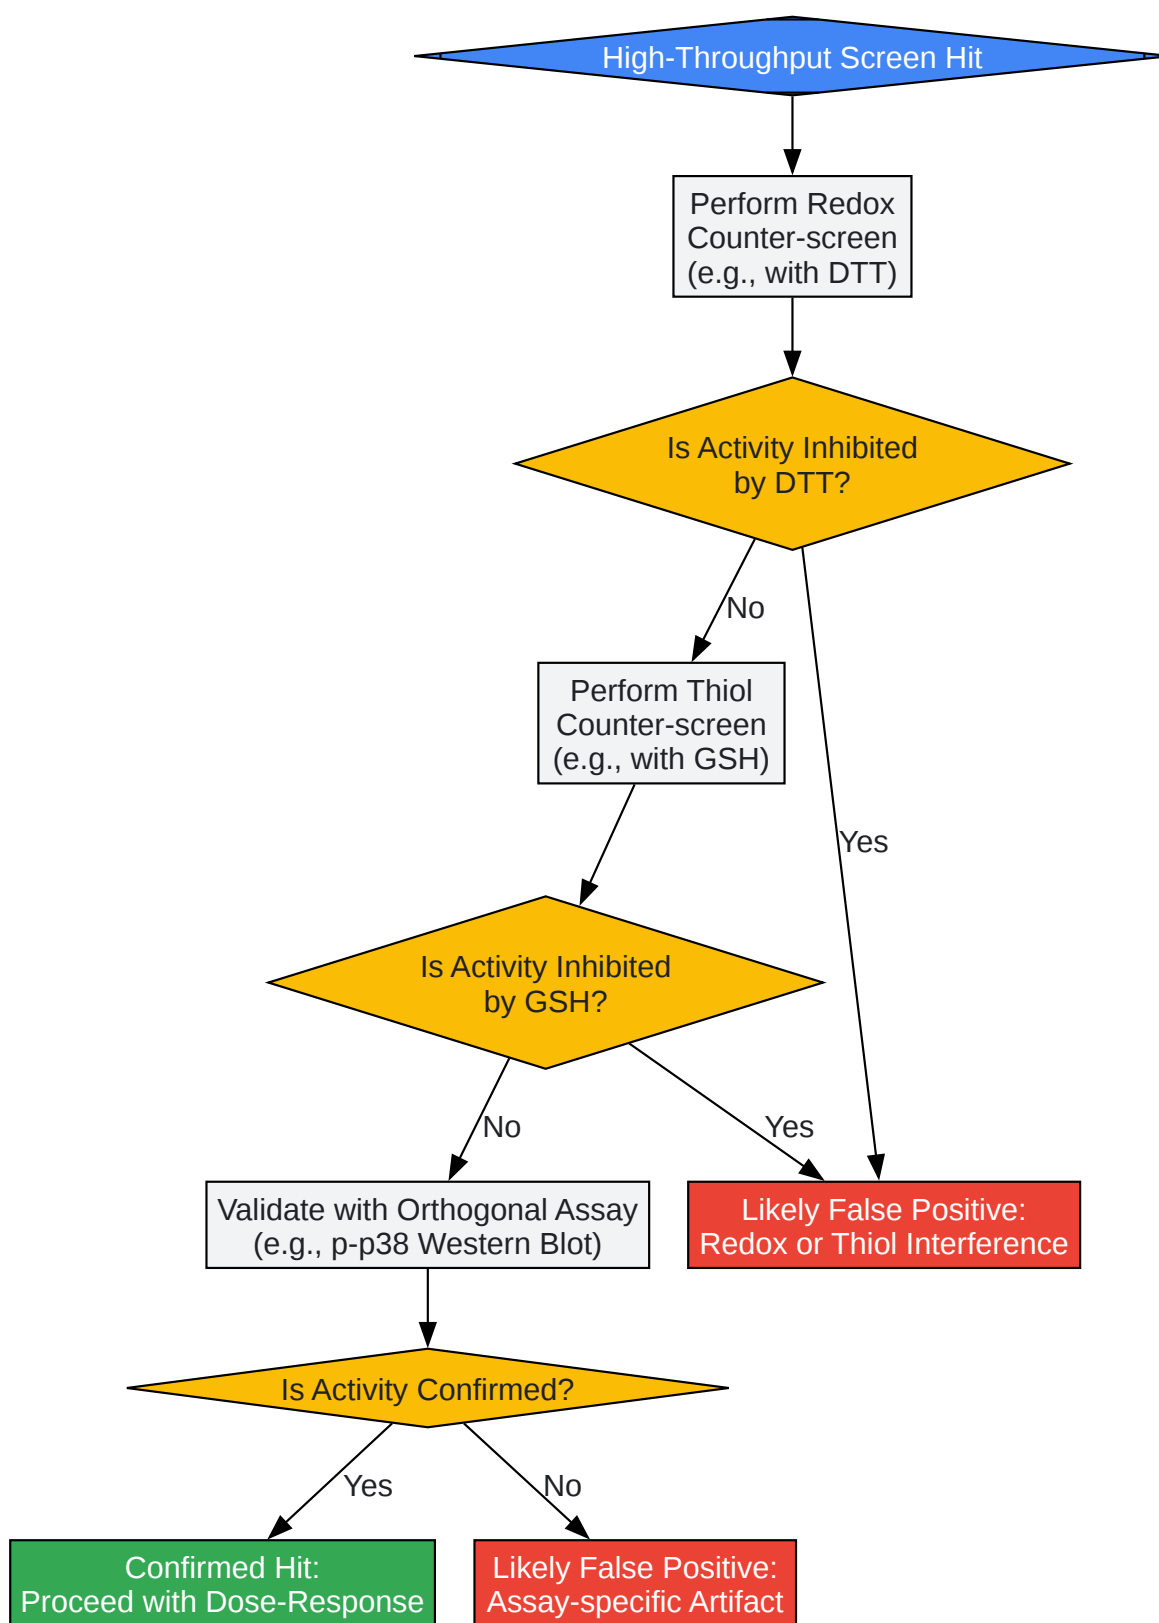 High-Throughput Screen Hit
Perform Redox
Counter-screen
(e.g., with DTT)
Is Activity Inhibited
by DTT?
No
Perform Thiol
Counter-screen
(e.g., with GSH)
Yes
Is Activity Inhibited
by GSH?
No
Yes
Validate with Orthogonal Assay
(e.g., p-p38 Western Blot)
Likely False Positive:
Redox or Thiol Interference
Is Activity Confirmed?
Yes
No
Confirmed Hit:
Proceed with Dose-Response
Likely False Positive:
Assay-specific Artifact